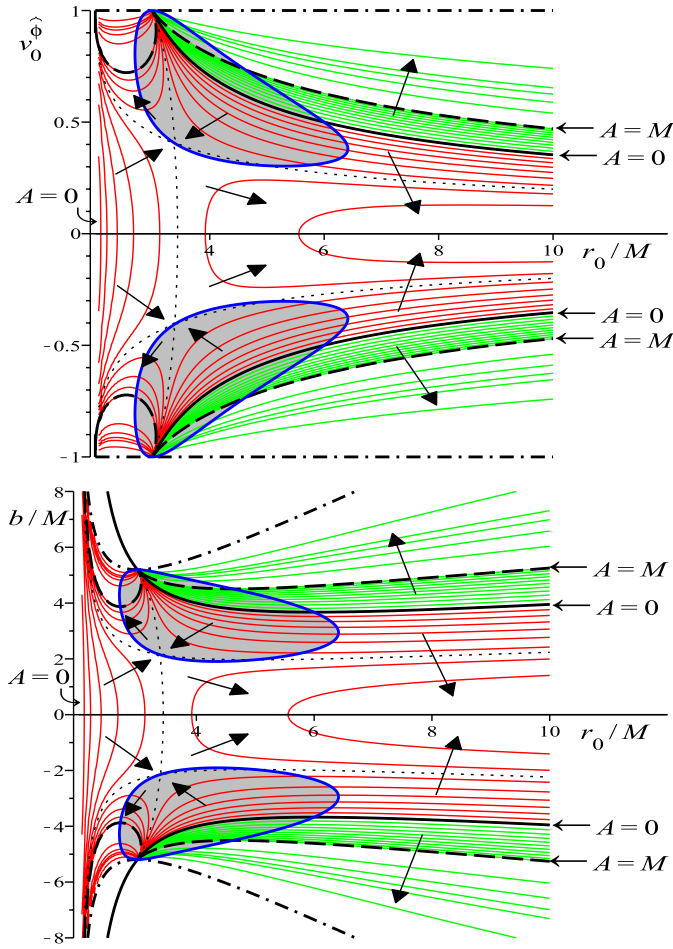 1
v₀^ϕ̂
0.5
A = M
A = 0
A = 0
0
4
6
8
10
r₀/M
A = 0
-0.5
A = M
-1
8
b/M
6
A = M
4
A = 0
2
A = 0
0
4
6
8
10
r₀/M
-2
-4
A = 0
A = M
-6
-8